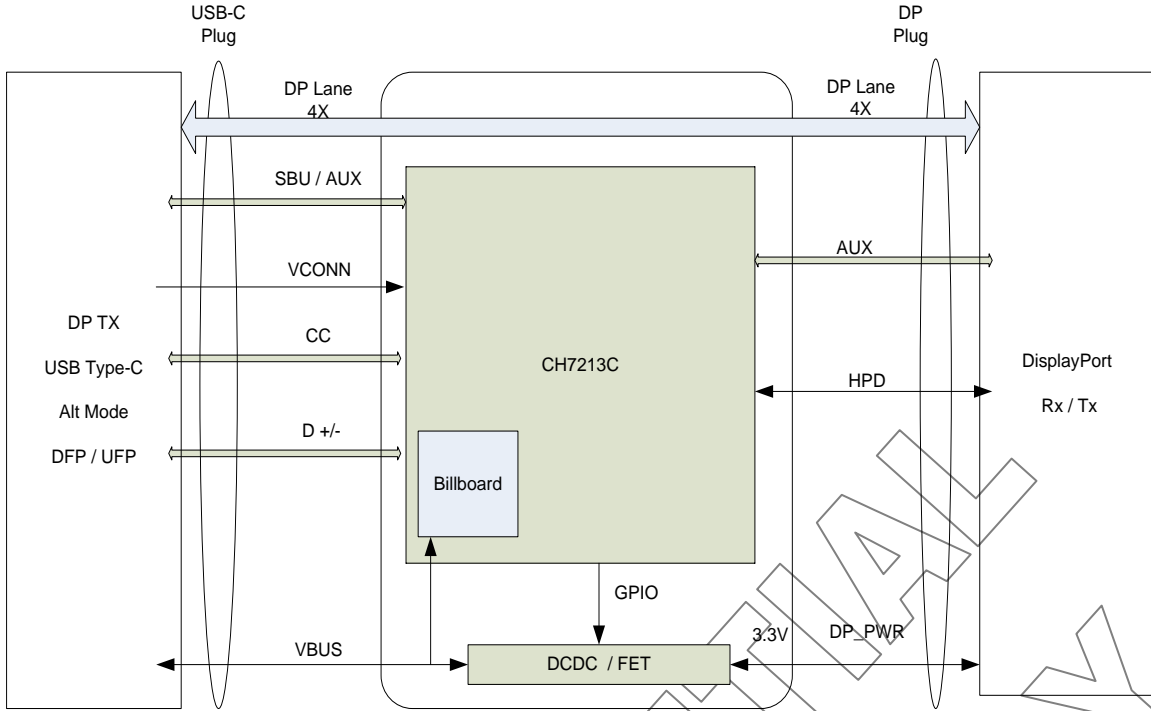 USB-C
Plug
DP
Plug
DP Lane
4X
DP Lane
4X
SBU / AUX
AUX
VCONN
DP TX
USB Type-C
Alt Mode
DFP / UFP
CC
CH7213C
HPD
DisplayPort
Rx / Tx
D +/-
Billboard
GPIO
VBUS
DCDC / FET
3.3V
DP_PWR
TIAL
Y